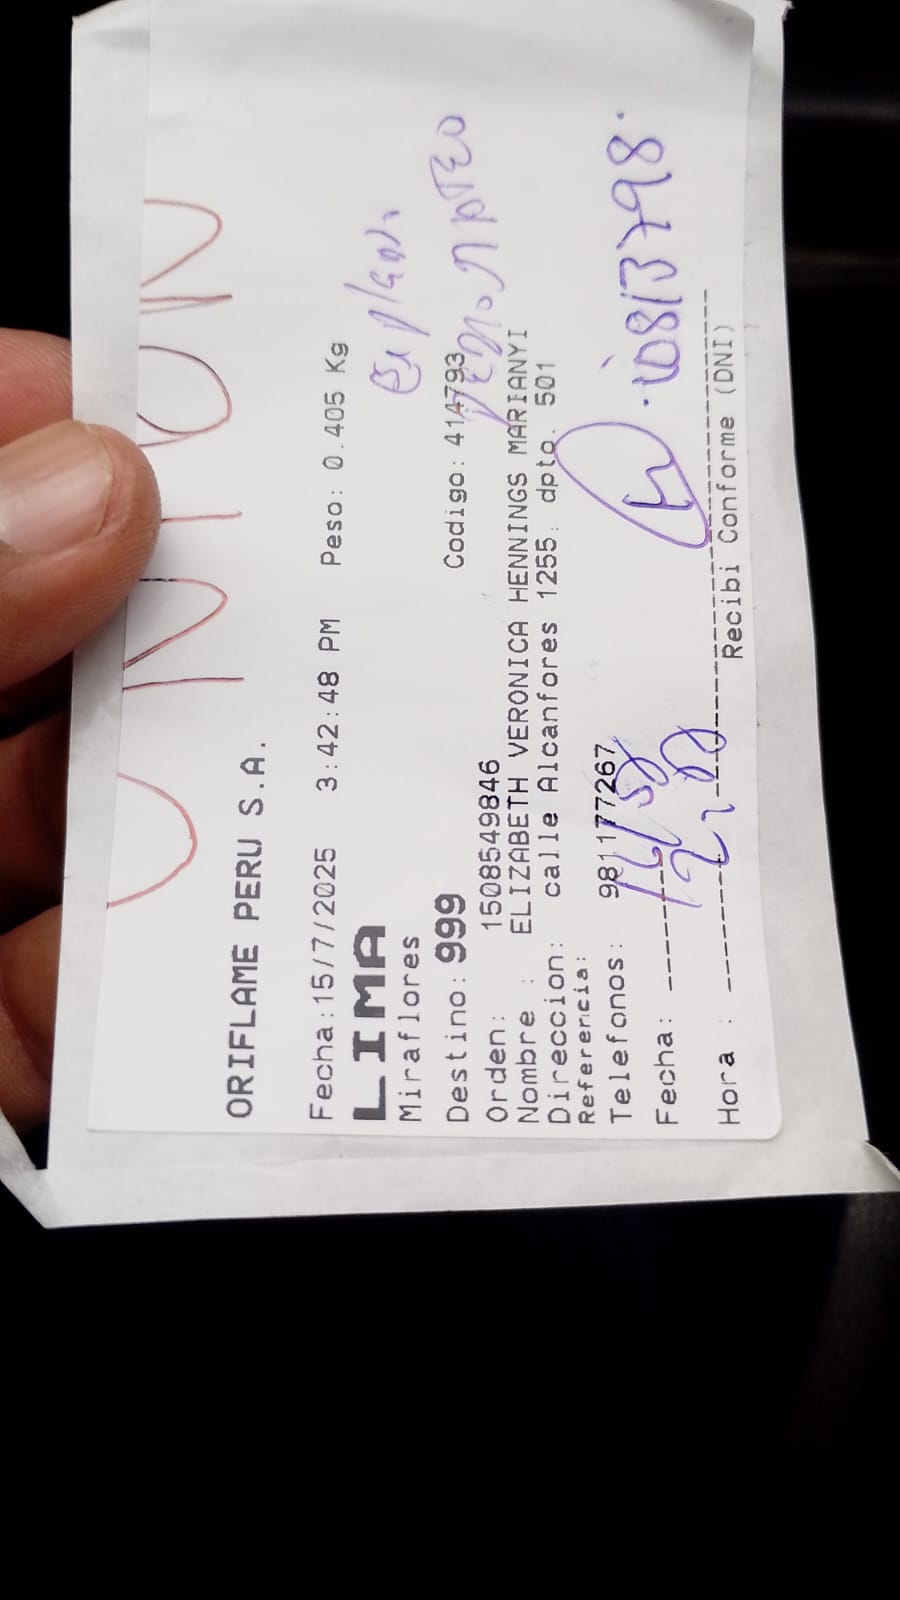 UNION
ORIFLAME PERU S.A.
Fecha:15/7/2025 3:42:48 PM Peso: 0.405 Kg
LIMA
Miraflores
Destino: 999 Codigo: 414793
Orden: 1508549846
Nombre : ELIZABETH VERONICA HENNINGS MARIANYI
Direccion: calle Alcanfores 1255. dpto. 501
Referencia:
Telefonos: 981177267
Fecha:
Hora :
10813798.
Recibi Conforme (DNI)